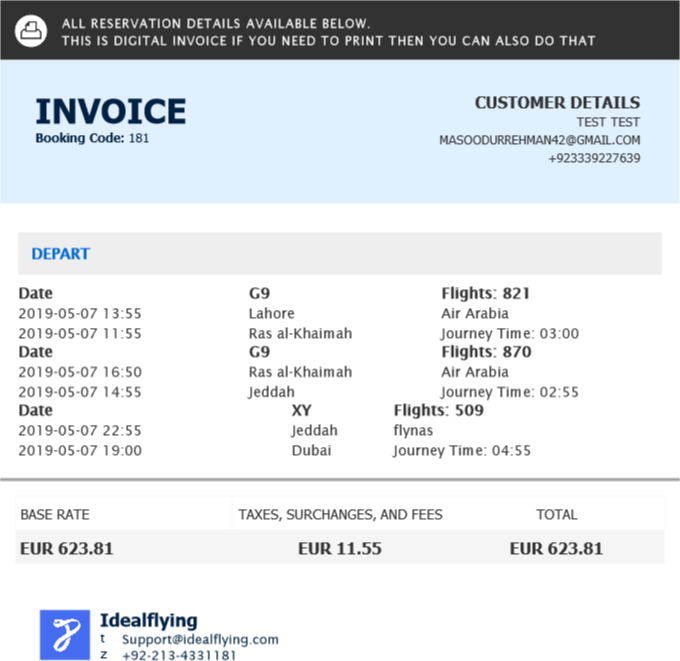 ALL RESERVATION DETAILS AVAILABLE BELOW.
THIS IS DIGITAL INVOICE IF YOU NEED TO PRINT THEN YOU CAN ALSO DO THAT
INVOICE
Booking Code: 181
CUSTOMER DETAILS
TEST TEST
MASOODURREHMAN42@GMAIL.COM
+923339227639
DEPART
Date G9 Flights: 821
2019-05-07 13:55 Lahore Air Arabia
2019-05-07 11:55 Ras al-Khaimah Journey Time: 03:00
Date G9 Flights: 870
2019-05-07 16:50 Ras al-Khaimah Air Arabia
2019-05-07 14:55 Jeddah Journey Time: 02:55
Date XY Flights: 509
2019-05-07 22:55 Jeddah flynas
2019-05-07 19:00 Dubai Journey Time: 04:55
BASE RATE TAXES, SURCHANGES, AND FEES TOTAL
EUR 623.81 EUR 11.55 EUR 623.81
Idealflying
t Support@idealflying.com
z +92-213-4331181